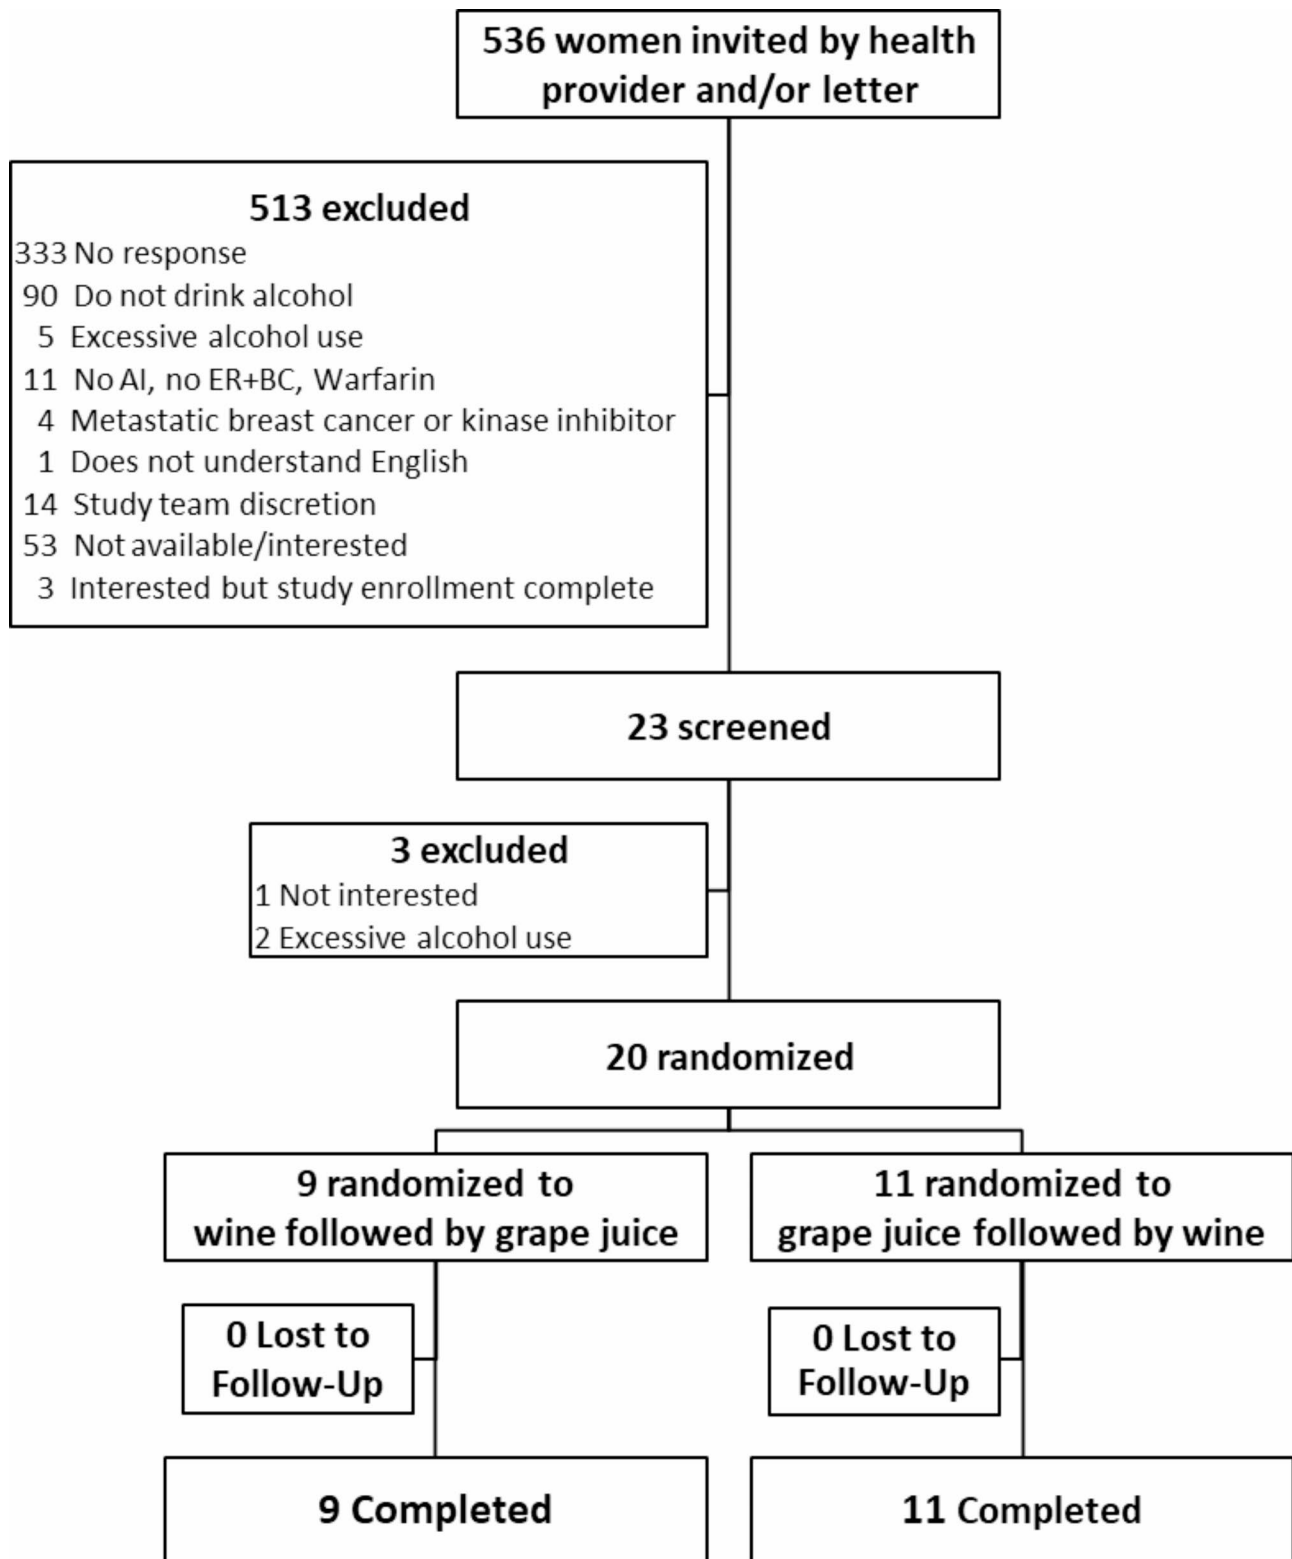 536 women invited by health
provider and/or letter
513 excluded
333 No response
90 Do not drink alcohol
5 Excessive alcohol use
11 No AI, no ER+BC, Warfarin
4 Metastatic breast cancer or kinase inhibitor
1 Does not understand English
14 Study team discretion
53 Not available/interested
3 Interested but study enrollment complete
23 screened
3 excluded
1 Not interested
2 Excessive alcohol use
20 randomized
9 randomized to
wine followed by grape juice
11 randomized to
grape juice followed by wine
0 Lost to
Follow-Up
0 Lost to
Follow-Up
9 Completed
11 Completed